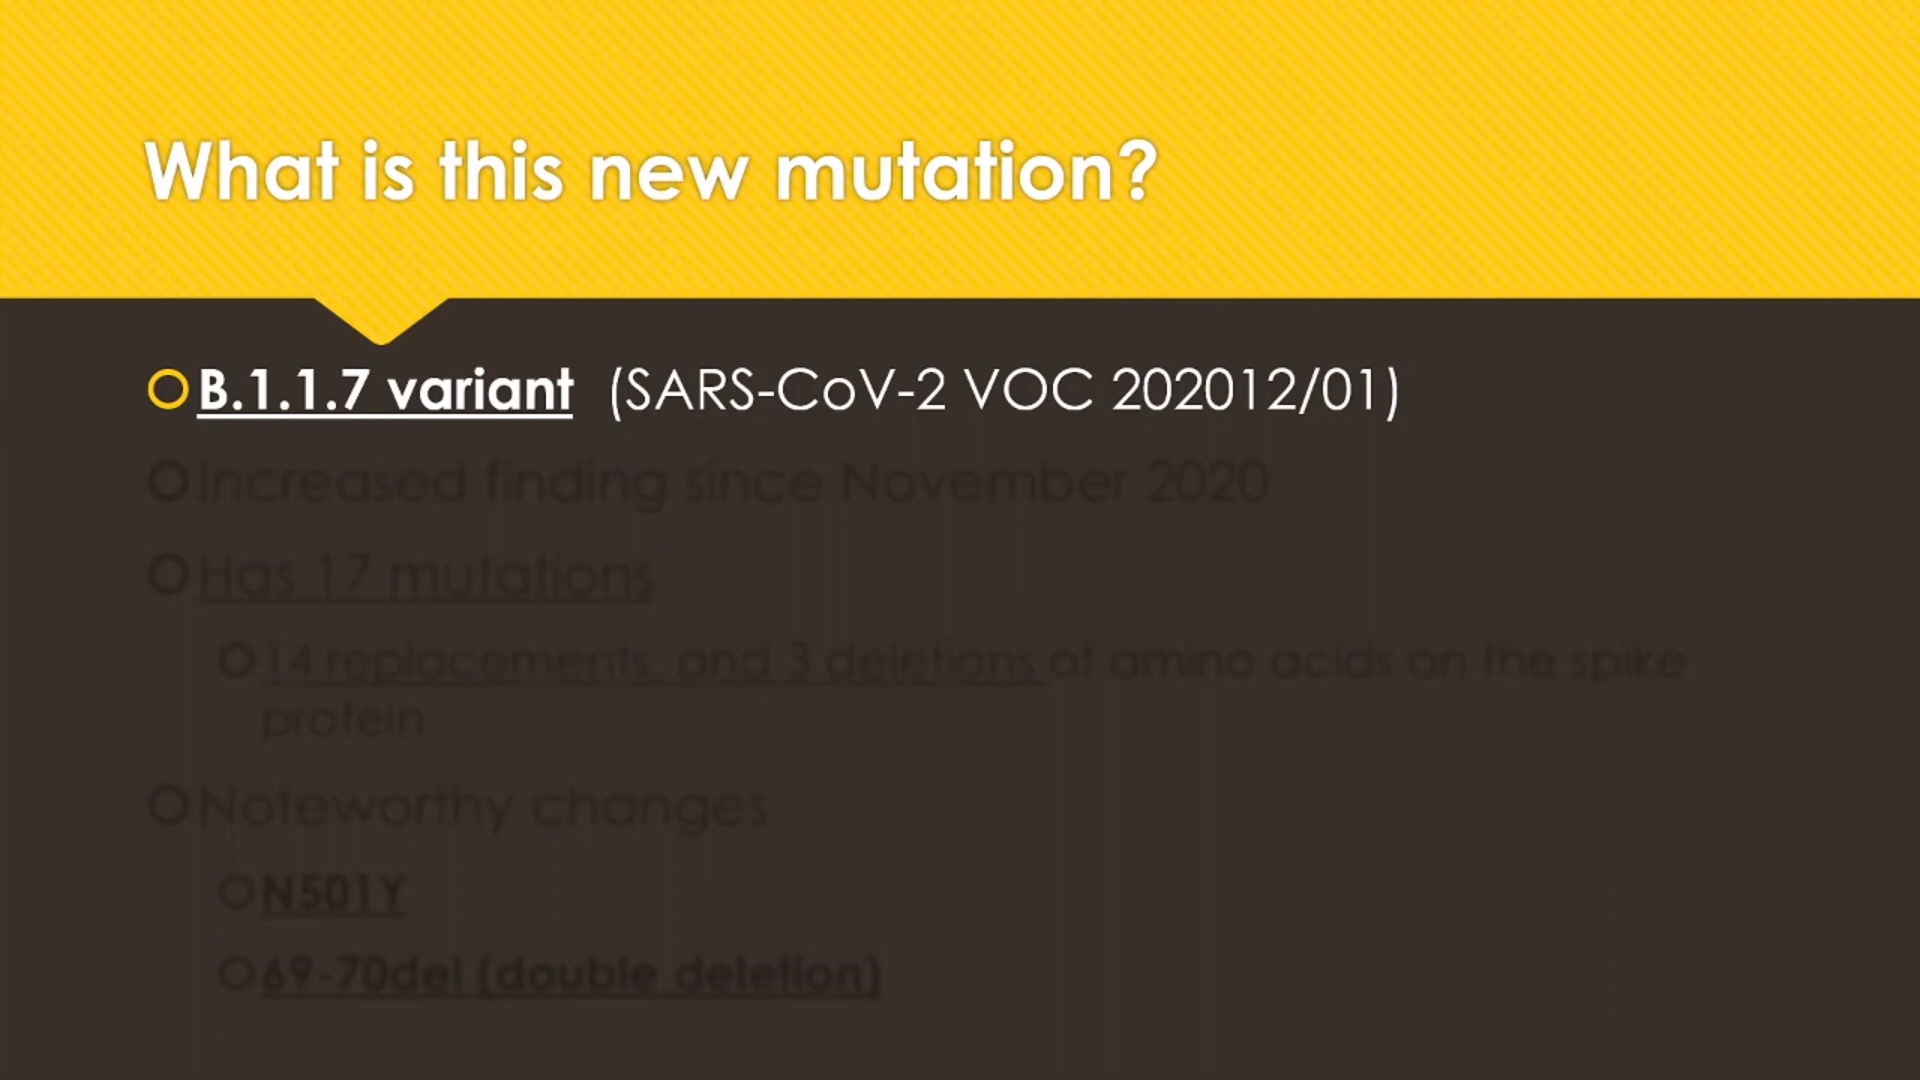 What is this new mutation?
B.1.1.7 variant (SARS-CoV-2 VOC 202012/01)
Increased finding since November 2020
Has 17 mutations
14 replacements, and 3 deletions of amino acids on the spike
protein
Noteworthy changes
N501Y
69-70del (double deletion)